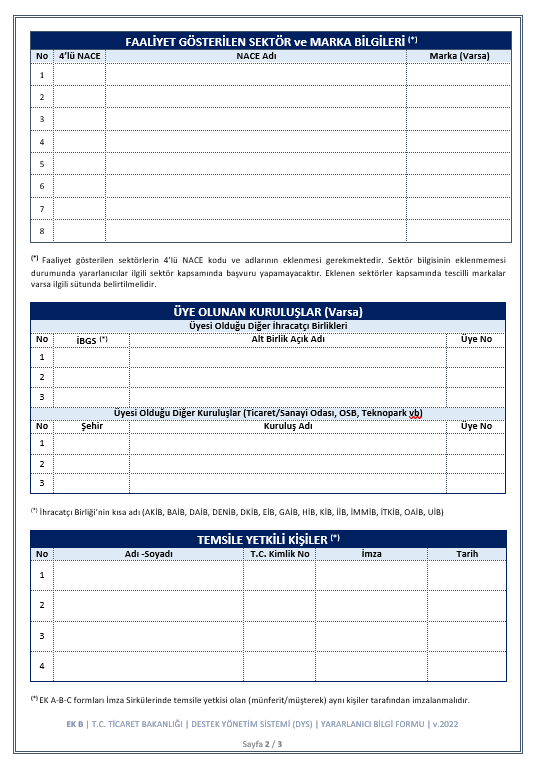 FAALİYET GÖSTERİLEN SEKTÖR ve MARKA BİLGİLERİ (*)
No 4'lü NACE NACE Adı Marka (Varsa)
1
2
3
4
5
6
7
8
(*) Faaliyet gösterilen sektörlerin 4'lü NACE kodu ve adlarının eklenmesi gerekmektedir. Sektör bilgisinin eklenmemesi
durumunda yararlanıcılar ilgili sektör kapsamında başvuru yapamayacaktır. Eklenen sektörler kapsamında tescilli markalar
varsa ilgili sütunda belirtilmelidir.
ÜYE OLUNAN KURULUŞLAR (Varsa)
Üyesi Olduğu Diğer İhracatçı Birlikleri
No İBGS (*) Alt Birlik Açık Adı Üye No
1
2
3
Üyesi Olduğu Diğer Kuruluşlar (Ticaret/Sanayi Odası, OSB, Teknopark vb)
No Şehir Kuruluş Adı Üye No
1
2
3
(*) İhracatçı Birliği'nin kısa adı (AKİB, BAİB, DAİB, DENİB, DKİB, EİB, GAİB, HİB, KİB, İİB, İMMİB, İTKİB, OAİB, UİB)
TEMSİLE YETKİLİ KİŞİLER (*)
No Adı -Soyadı T.C. Kimlik No İmza Tarih
1
2
3
4
(*) EK A-B-C formları İmza Sirkülerinde temsile yetkisi olan (münferit/müşterek) aynı kişiler tarafından imzalanmalıdır.
EK B | T.C. TİCARET BAKANLIĞI | DESTEK YÖNETİM SİSTEMİ (DYS) | YARARLANICI BİLGİ FORMU | v.2022
Sayfa 2 / 3